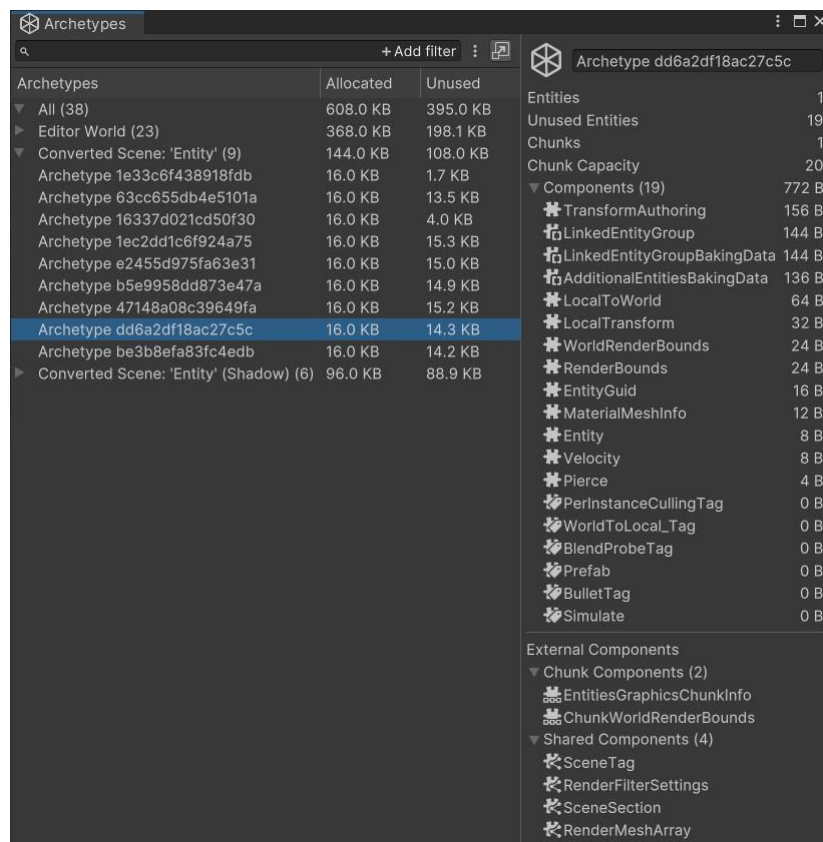 Archetypes
+Add filter
Archetypes Allocated Unused
All (38) 608.0 KB 395.0 KB
Editor World (23) 368.0 KB 198.1 KB
Converted Scene: 'Entity' (9) 144.0 KB 108.0 KB
Archetype 1e33c6f438918fdb 16.0 KB 1.7 KB
Archetype 63cc655db4e5101a 16.0 KB 13.5 KB
Archetype 16337d021cd50f30 16.0 KB 4.0 KB
Archetype 1ec2dd1c6f924a75 16.0 KB 15.3 KB
Archetype e2455d975fa63e31 16.0 KB 15.0 KB
Archetype b5e9958dd873e47a 16.0 KB 14.9 KB
Archetype 47148a08c39649fa 16.0 KB 15.2 KB
Archetype dd6a2df18ac27c5c 16.0 KB 14.3 KB
Archetype be3b8efa83fc4edb 16.0 KB 14.2 KB
Converted Scene: 'Entity' (Shadow) (6) 96.0 KB 88.9 KB
Archetype dd6a2df18ac27c5c
Entities 1
Unused Entities 19
Chunks 1
Chunk Capacity 20
Components (19) 772 B
TransformAuthoring 156 B
LinkedEntityGroup 144 B
LinkedEntityGroupBakingData 144 B
AdditionalEntitiesBakingData 136 B
LocalToWorld 64 B
LocalTransform 32 B
WorldRenderBounds 24 B
RenderBounds 24 B
EntityGuid 16 B
MaterialMeshInfo 12 B
Entity 8 B
Velocity 8 B
Pierce 4 B
PerInstanceCullingTag 0 B
WorldToLocal_Tag 0 B
BlendProbeTag 0 B
Prefab 0 B
BulletTag 0 B
Simulate 0 B
External Components
Chunk Components (2)
EntitiesGraphicsChunkInfo
ChunkWorldRenderBounds
Shared Components (4)
SceneTag
RenderFilterSettings
SceneSection
RenderMeshArray